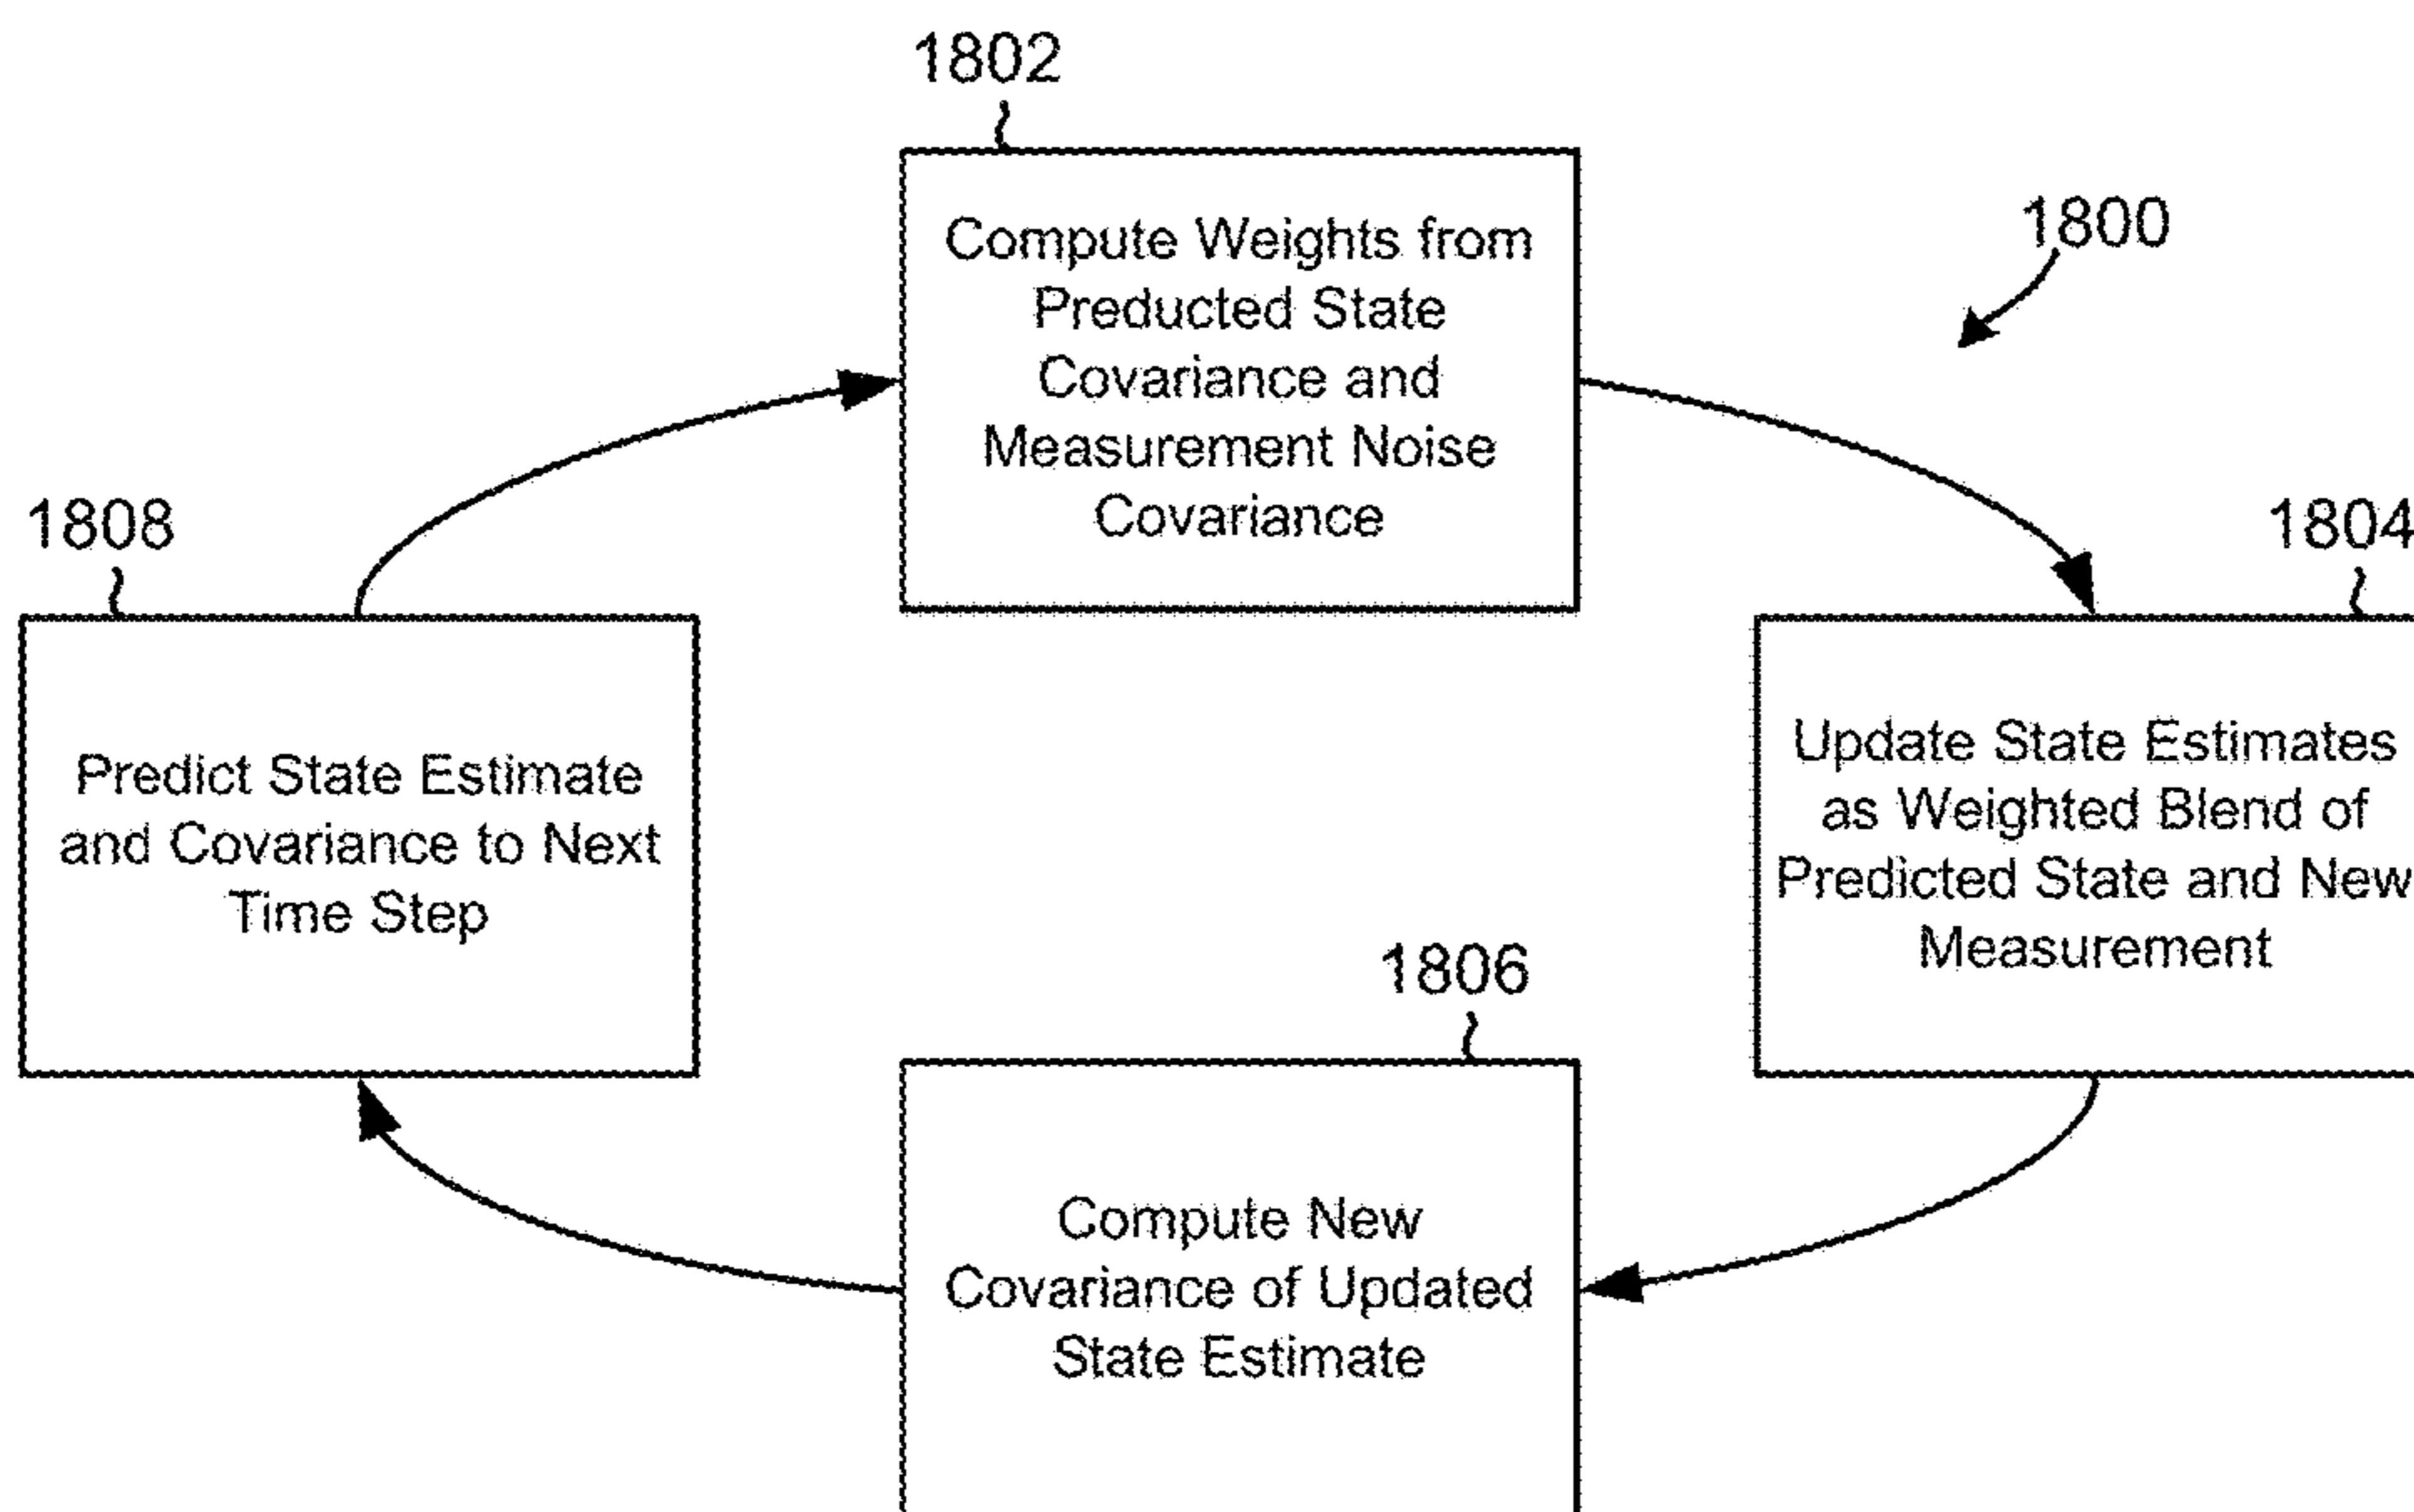 1802
Compute Weights from
Preducted State
Covariance and
Measurement Noise
Covariance
1800
1804
Update State Estimates
as Weighted Blend of
Predicted State and New
Measurement
1806
Compute New
Covariance of Updated
State Estimate
1808
Predict State Estimate
and Covariance to Next
Time Step